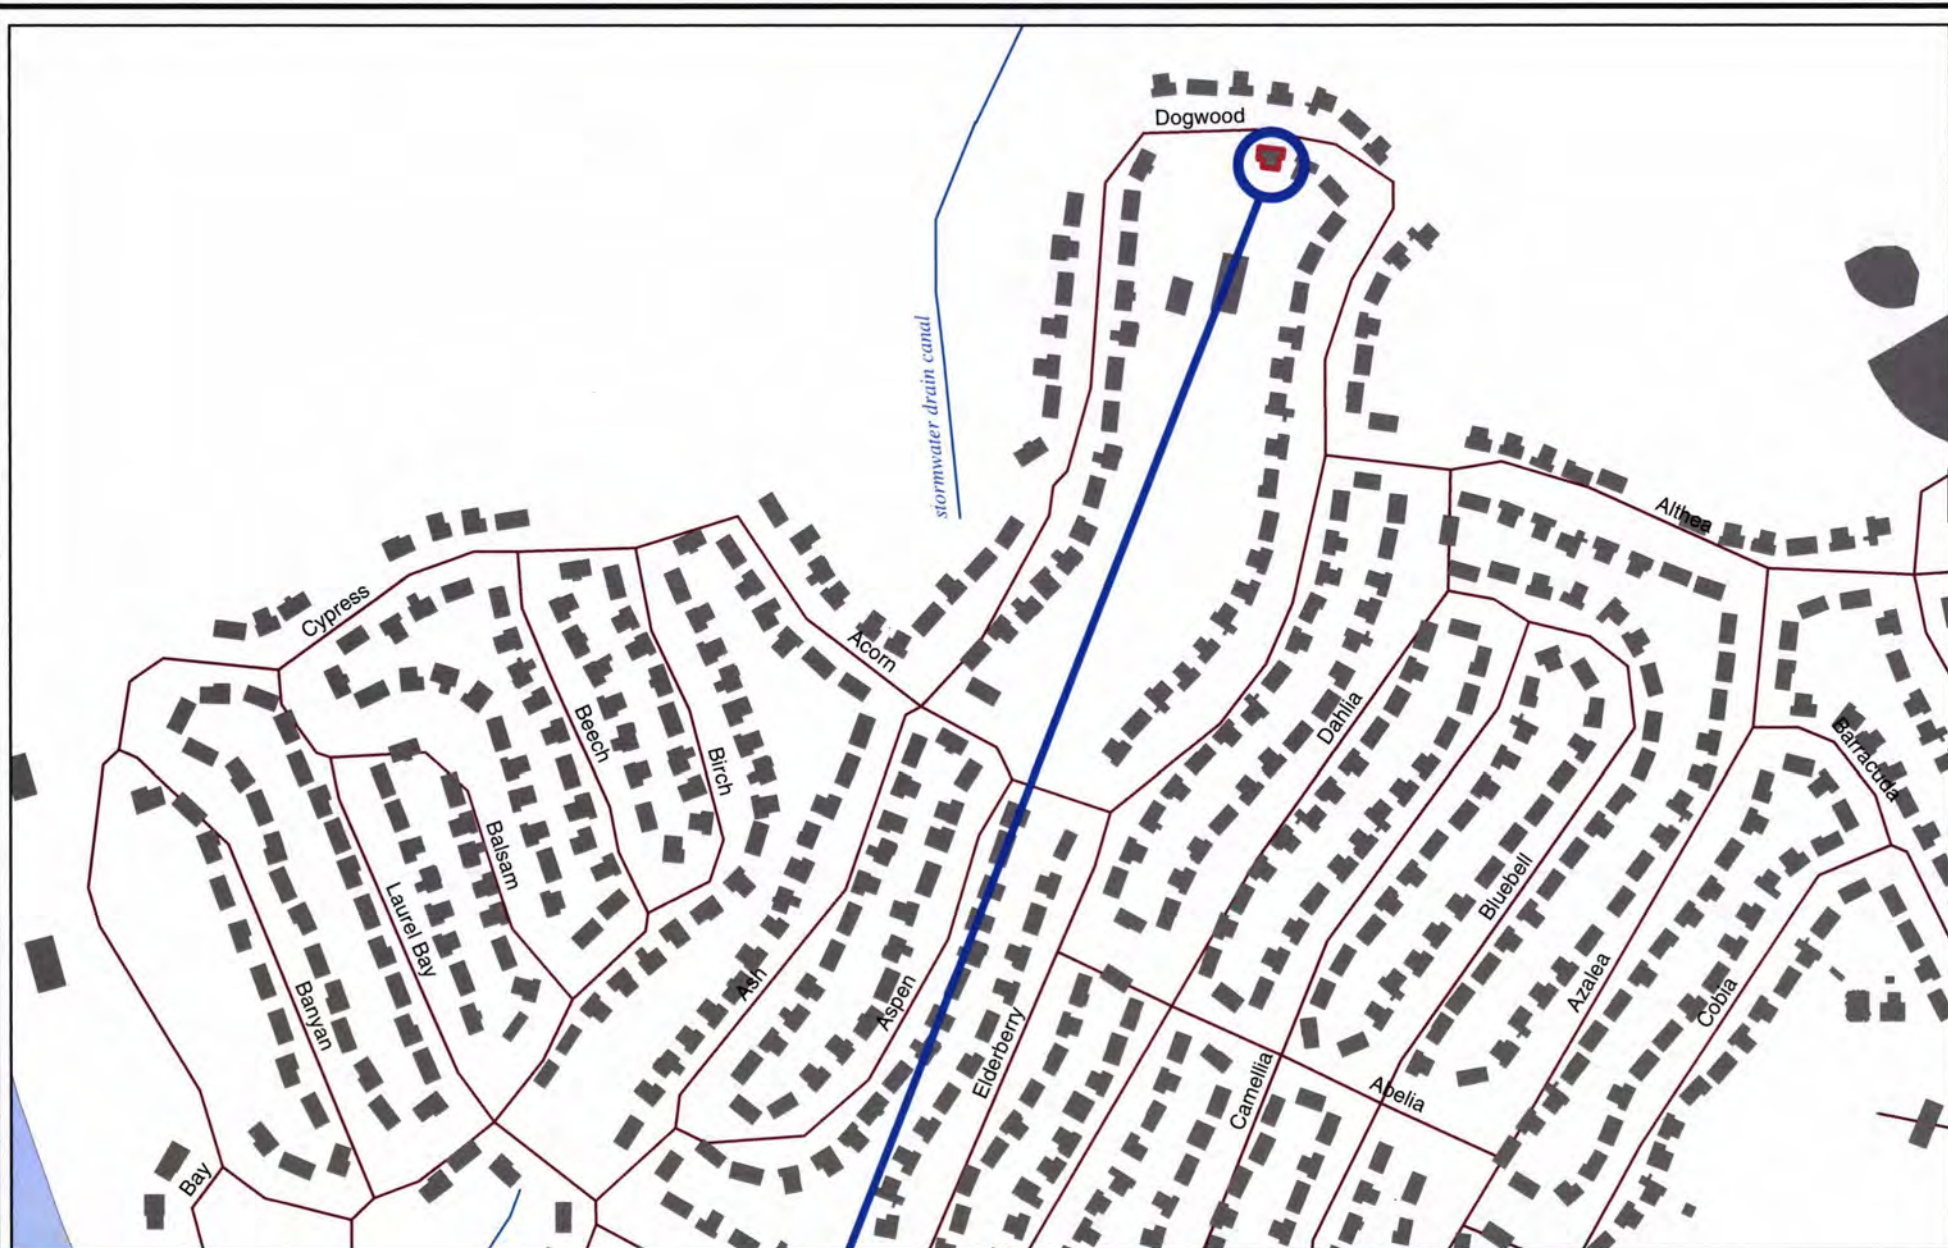 Dogwood
stormwater drain canal
Althea
Cypress
Acorn
Beech
Dahlia
Birch
Barracuda
Balsam
Bluebell
Laurel Bay
Ash
Aspen
Azalea
Banyan
Cobia
Elderberry
Camellia
Abelia
Bay